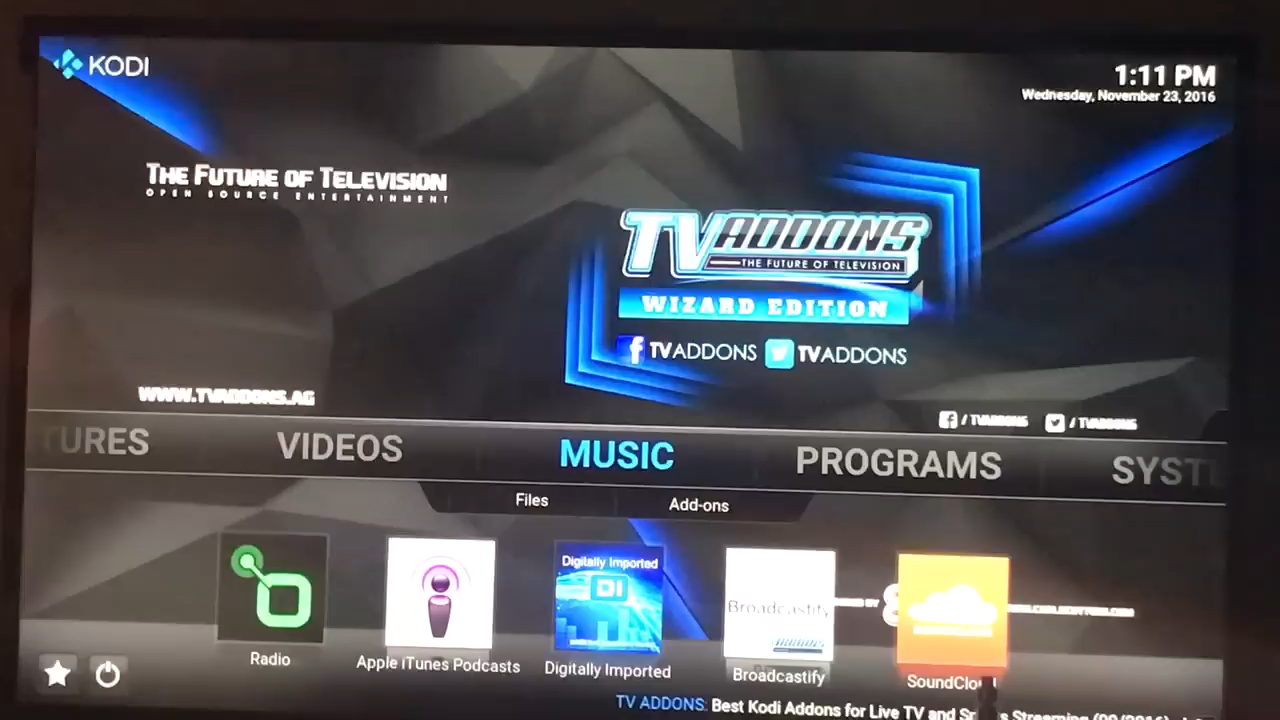 KODI
1:11 PM
Wednesday, November 23, 2016
THE FUTURE OF TELEVISION
OPEN SOURCE ENTERTAINMENT
TVADDONS
THE FUTURE OF TELEVISION
WIZARD EDITION
f TVADDONS TVADDONS
WWW.TVADDONS.AG
/ TVADDONS / TVADDONS
TURES VIDEOS MUSIC PROGRAMS SYST
Files Add-ons
Digitally Imported
DI
Broadcastify
Radio Apple iTunes Podcasts Digitally Imported Broadcastify SoundCloud
TV ADDONS: Best Kodi Addons for Live TV and Streaming